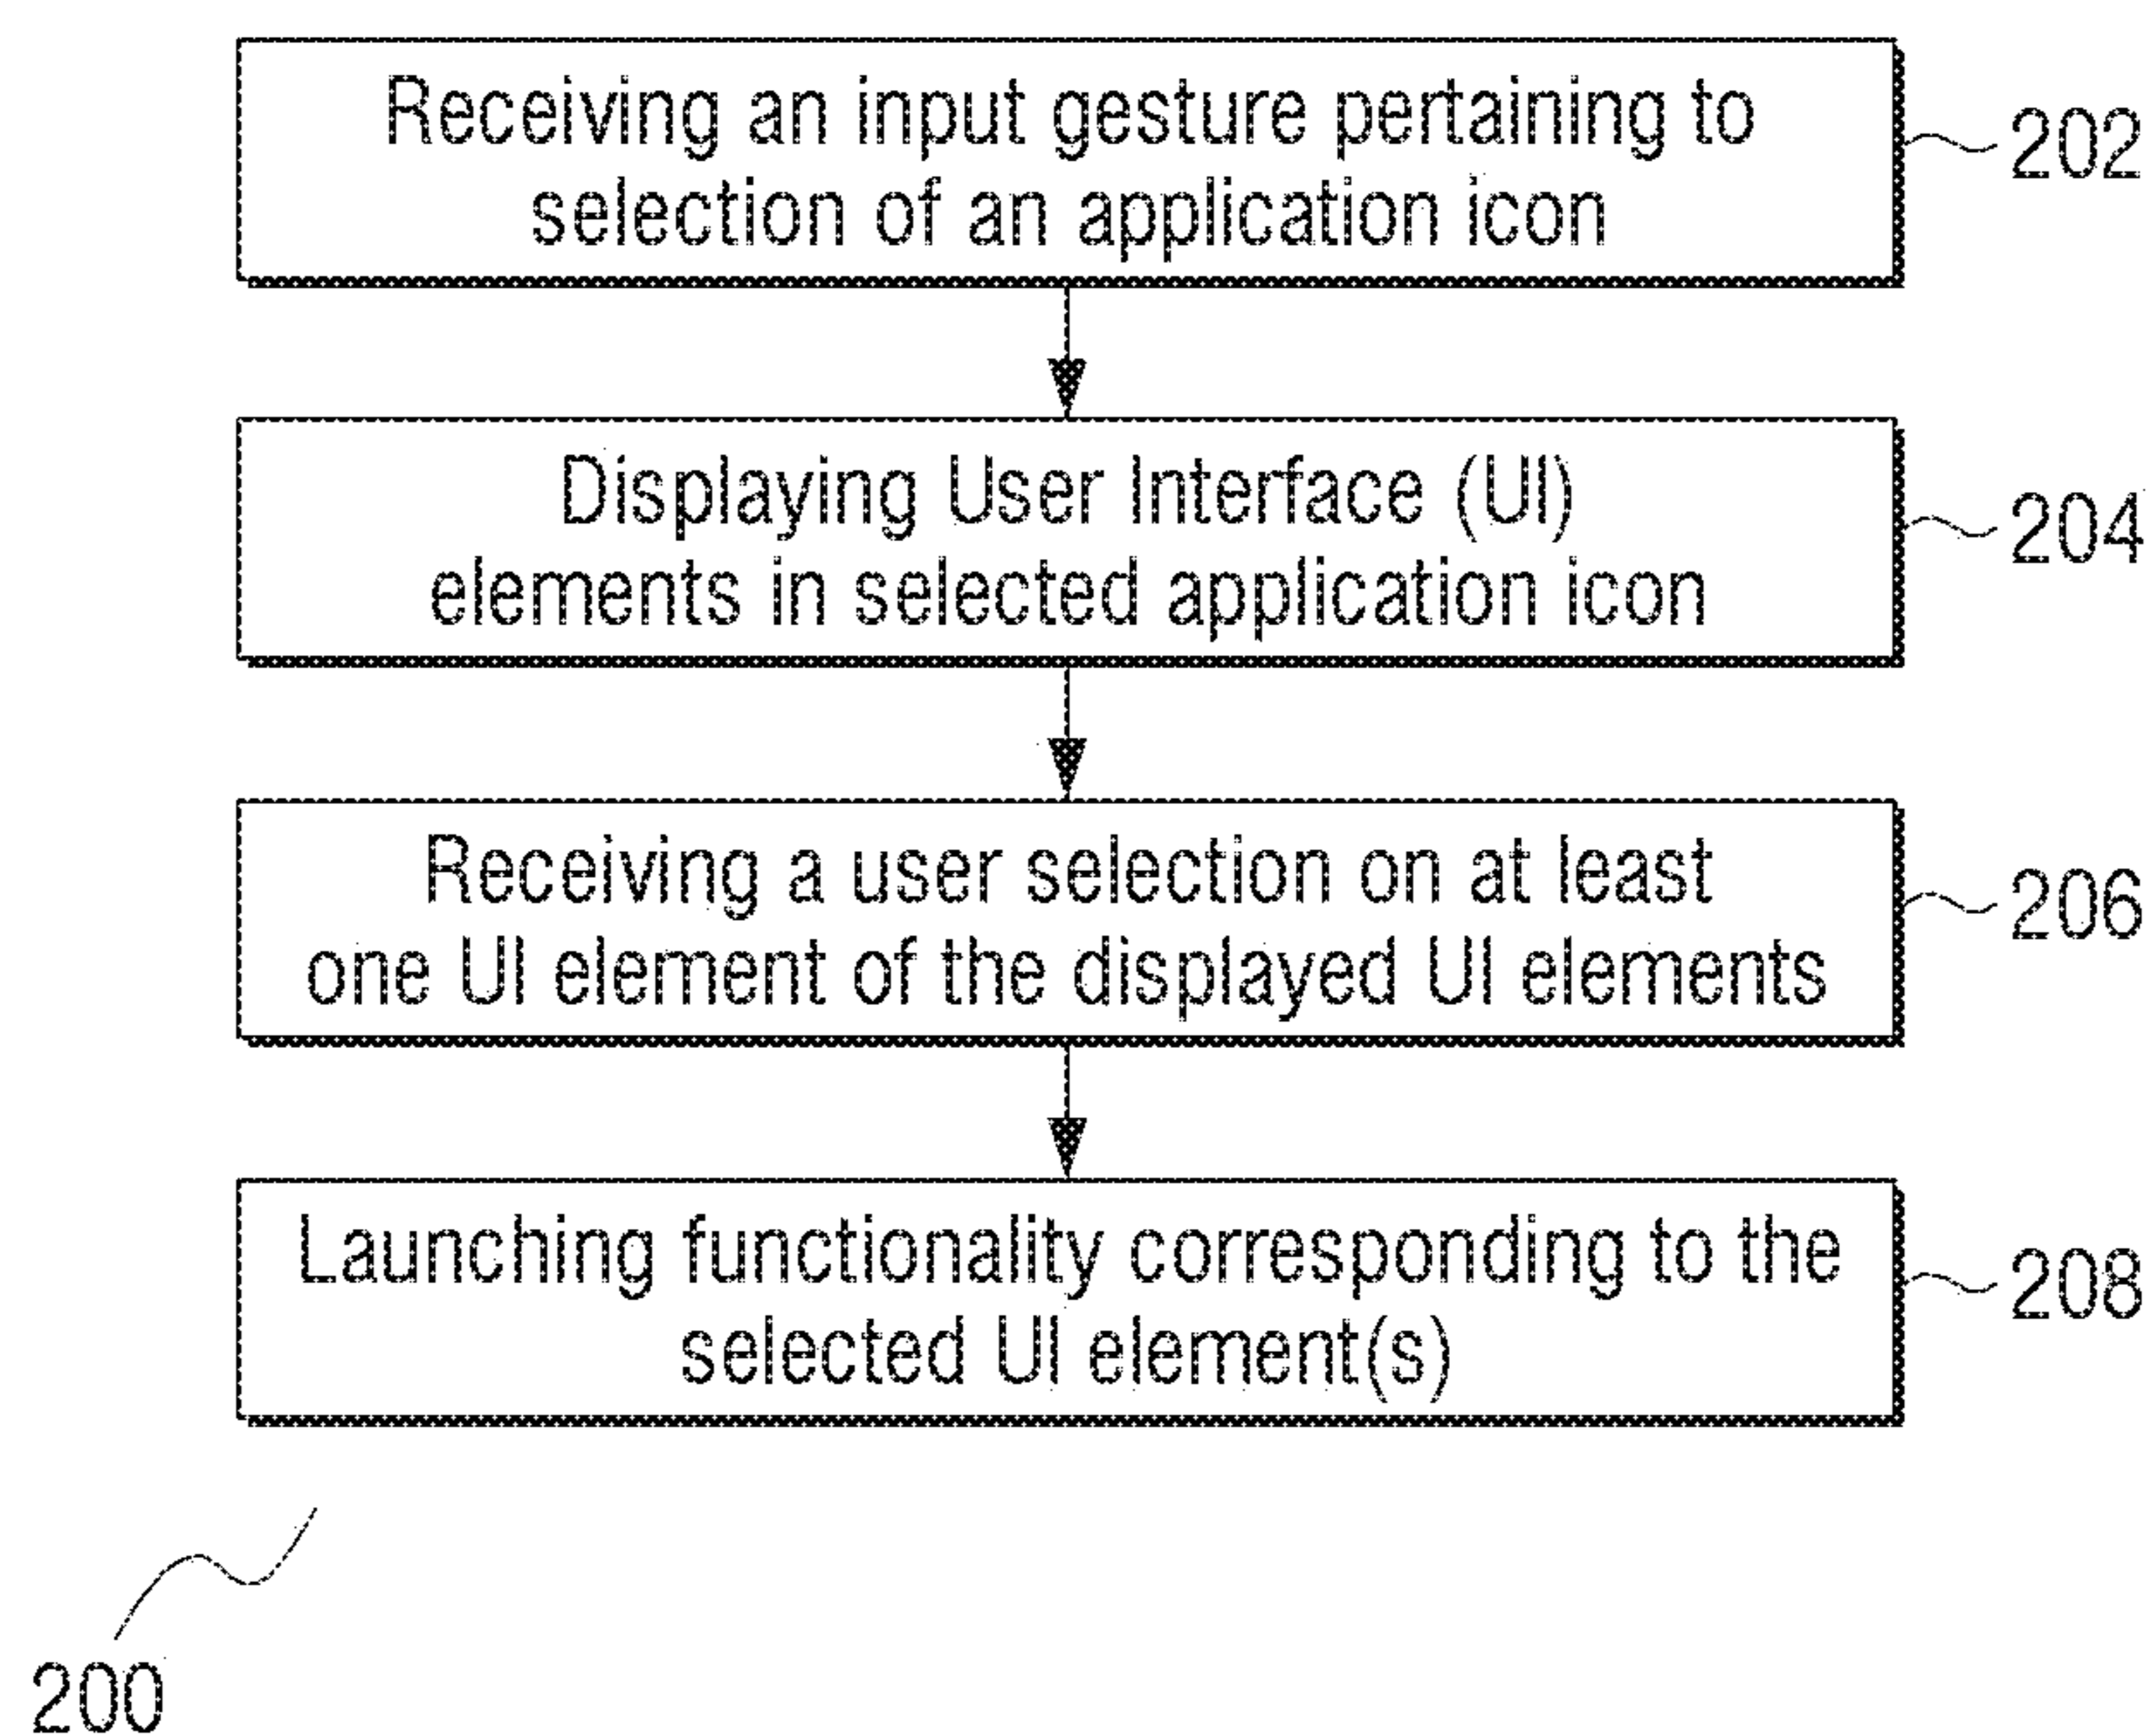 Receiving an input gesture pertaining to
selection of an application icon
202
Displaying User Interface (UI)
elements in selected application icon
204
Receiving a user selection on at least
one UI element of the displayed UI elements
206
Launching functionality corresponding to the
selected UI element(s)
208
200